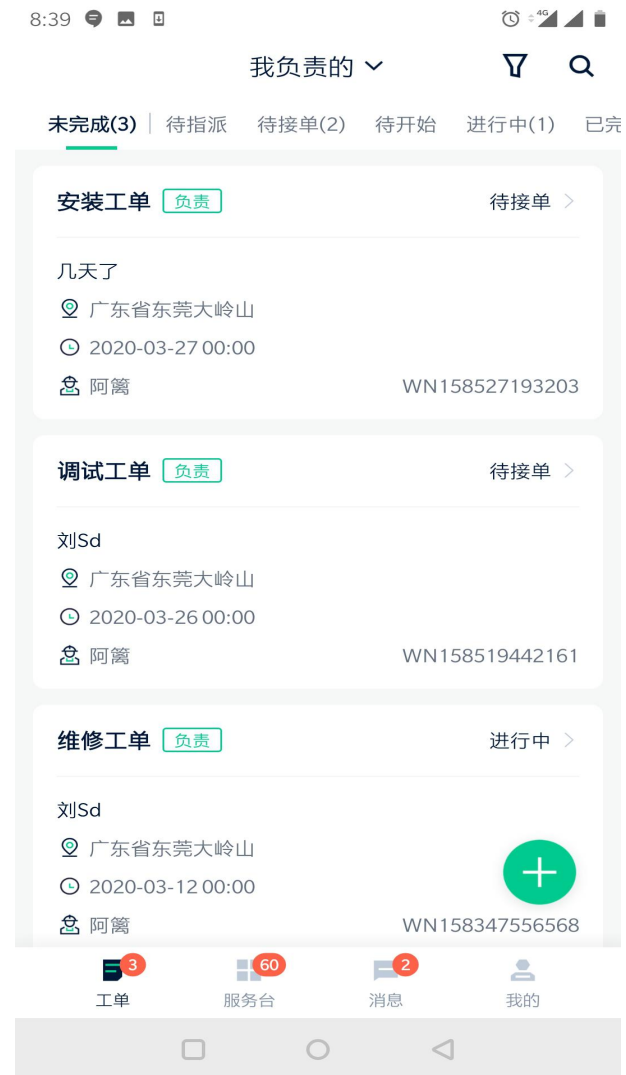 8:39
4G
我负责的
未完成(3) 待指派 待接单(2) 待开始 进行中(1) 已完
安装工单 负责 待接单
几天了
广东省东莞大岭山
2020-03-27 00:00
阿篱 WN158527193203
调试工单 负责 待接单
刘Sd
广东省东莞大岭山
2020-03-26 00:00
阿篱 WN158519442161
维修工单 负责 进行中
刘Sd
广东省东莞大岭山
2020-03-12 00:00
阿篱 WN158347556568
3 60 2
工单 服务台 消息 我的